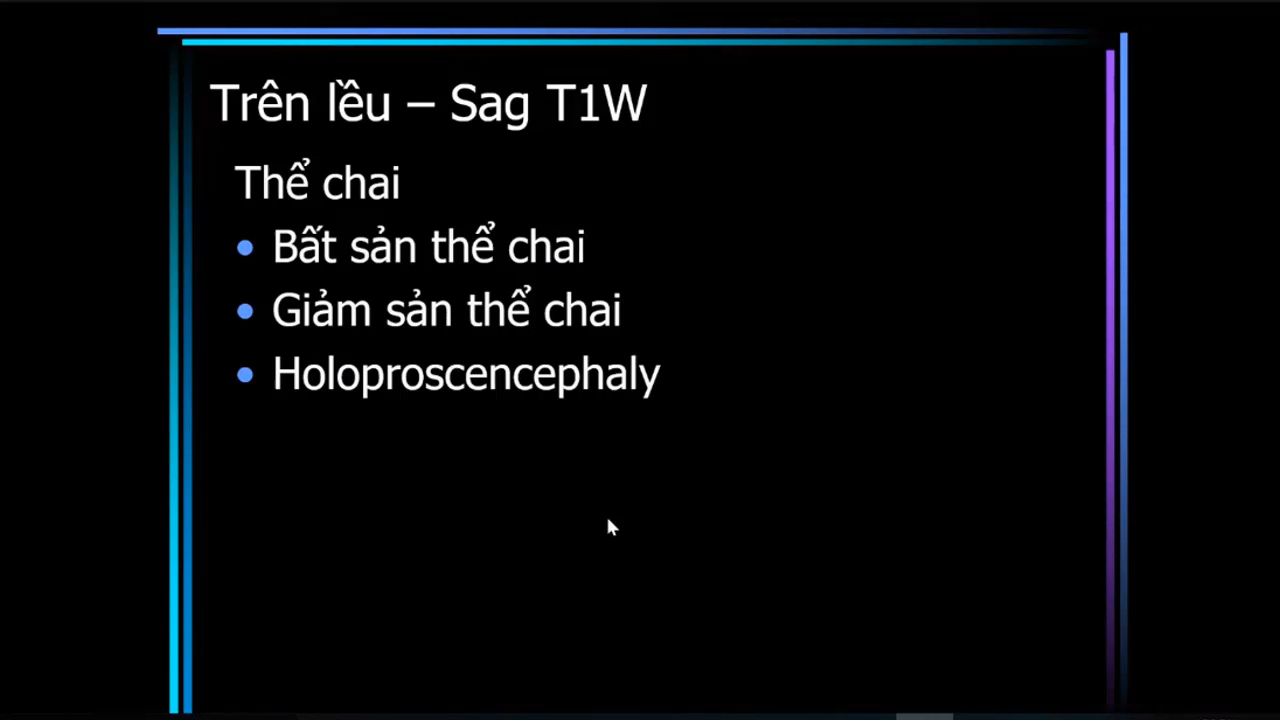 Trên lều – Sag T1W
Thể chai
• Bất sản thể chai
• Giảm sản thể chai
• Holoproscencephaly